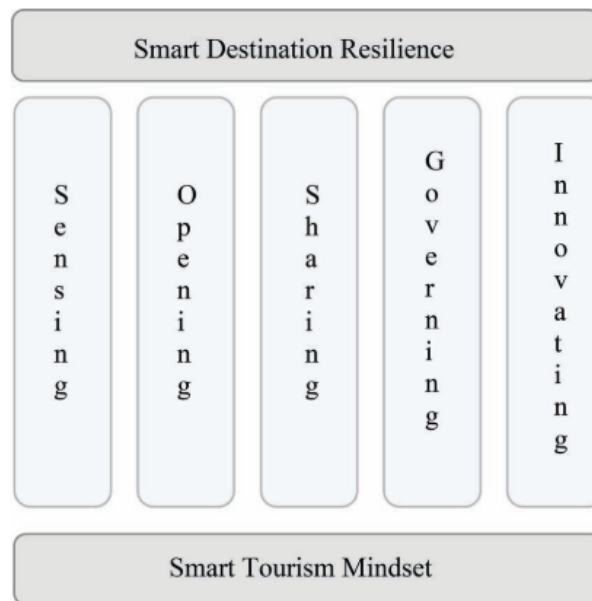 Smart Destination Resilience
Sensing
Opening
Sharing
Governing
Innovating
Smart Tourism Mindset